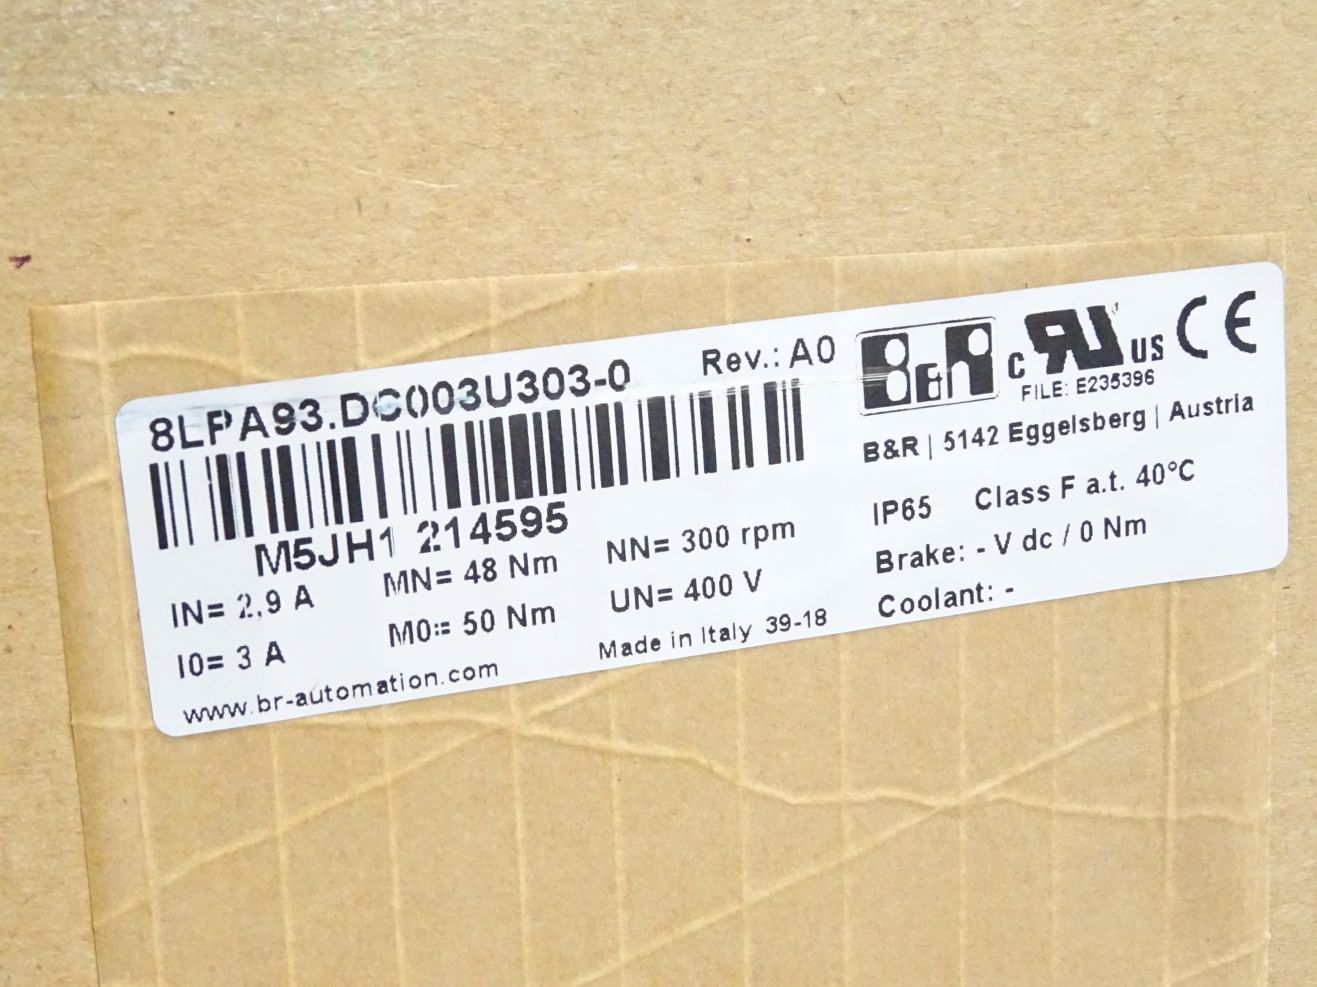 8LPA93.DC003U303-0 Rev.: A0
M5JH1 214595
IN= 2,9 A MN= 48 Nm NN= 300 rpm
I0= 3 A M0= 50 Nm UN= 400 V
www.br-automation.com Made in Italy 39-18
B&R c RU US CE
FILE: E235396
B&R | 5142 Eggelsberg | Austria
IP65 Class F a.t. 40°C
Brake: - V dc / 0 Nm
Coolant: -